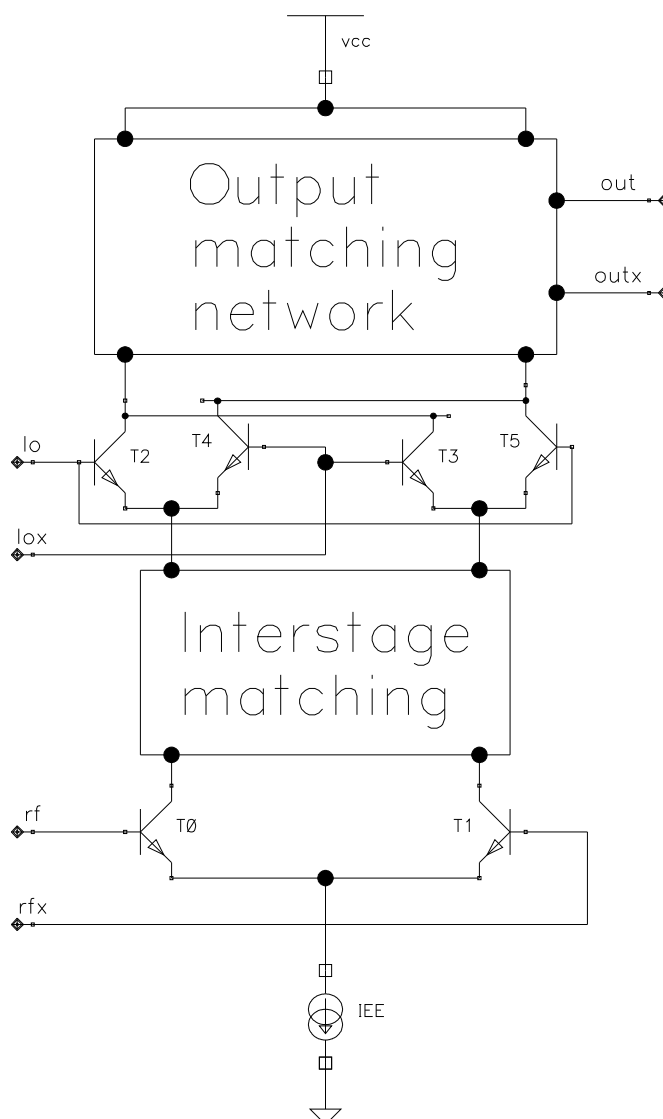 vcc
Output
matching
network
out
outx
lo
T2
T4
T3
T5
lox
Interstage
matching
rf
T0
T1
rfx
IEE